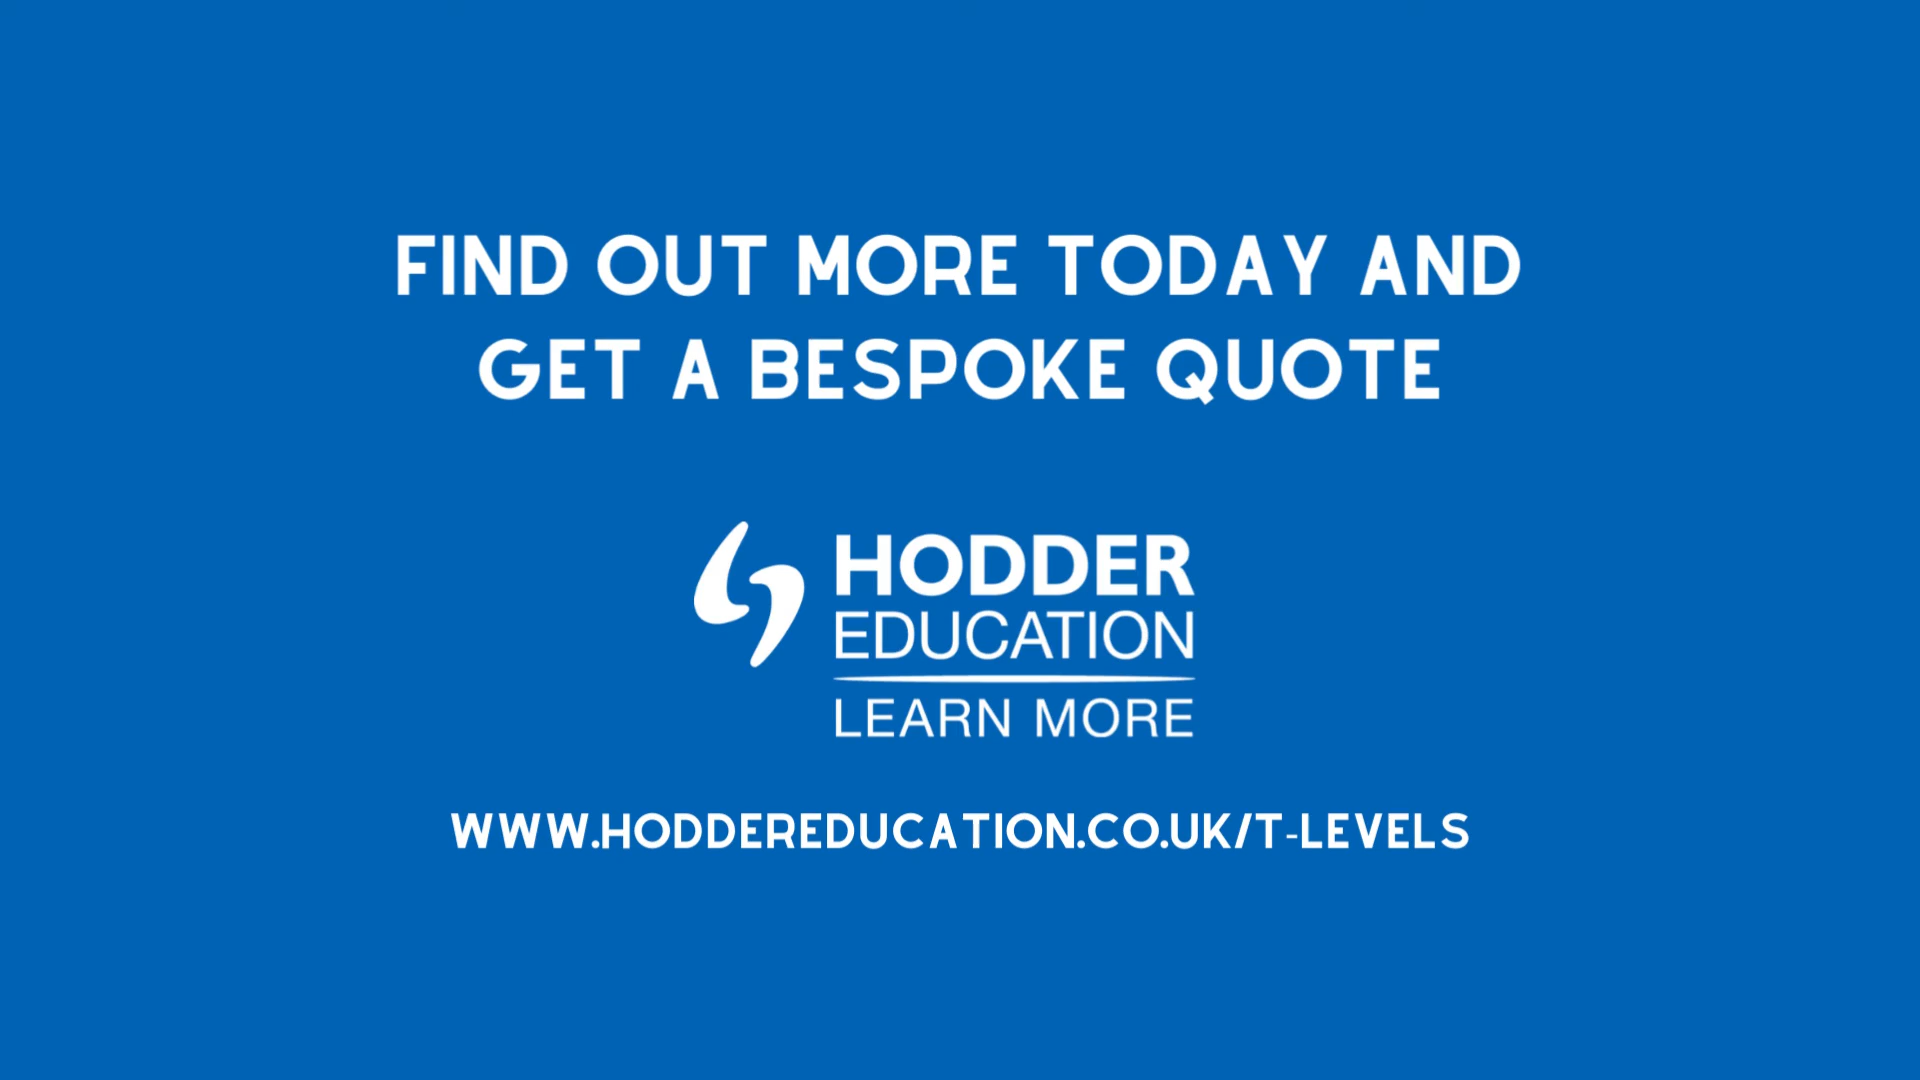 FIND OUT MORE TODAY AND
GET A BESPOKE QUOTE
HODDER
EDUCATION
LEARN MORE
WWW.HODDEREDUCATION.CO.UK/T-LEVELS